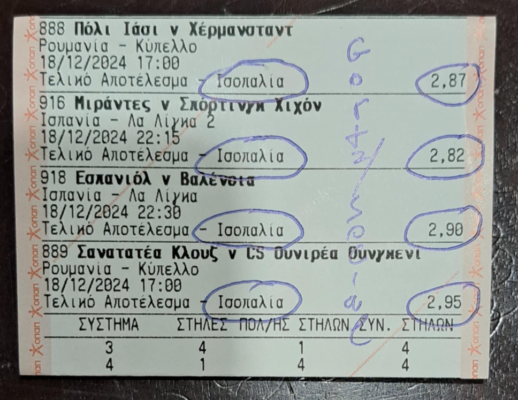 888 Πόλι Ιάσι ν Χέρμανσταντ
Ρουμανία - Κύπελλο
18/12/2024 17:00
Τελικό Αποτέλεσμα - Ισοπαλία 2,87
916 Μιράντες ν Σπόρτινγκ Χιχόν
Ισπανία - Λα Λίγκα 2
18/12/2024 22:15
Τελικό Αποτέλεσμα - Ισοπαλία 2,82
918 Εσπανιόλ ν Βαλένσια
Ισπανία - Λα Λίγκα
18/12/2024 22:30
Τελικό Αποτέλεσμα - Ισοπαλία 2,90
889 Σανατατέα Κλουζ ν CS Ουνιρέα Ουνγκενι
Ρουμανία - Κύπελλο
18/12/2024 17:00
Τελικό Αποτέλεσμα - Ισοπαλία 2,95
ΣΥΣΤΗΜΑ ΣΤΗΛΕΣ ΠΟΛ/ΗΣ ΣΤΗΛΩΝ ΣΥΝ. ΣΤΗΛΩΝ
3 4 1 4
4 1 4 4